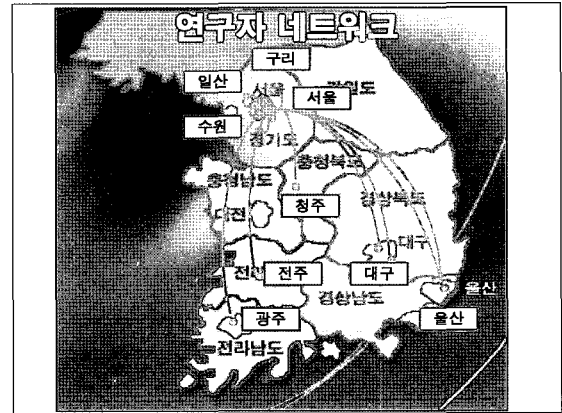 연구자 네트워크
구리
일산
서울
서울
강원도
수원
경기도
충청북도
충청남도
경상북도
청주
대전
대구
전주
대구
울산
경상남도
광주
울산
전라남도